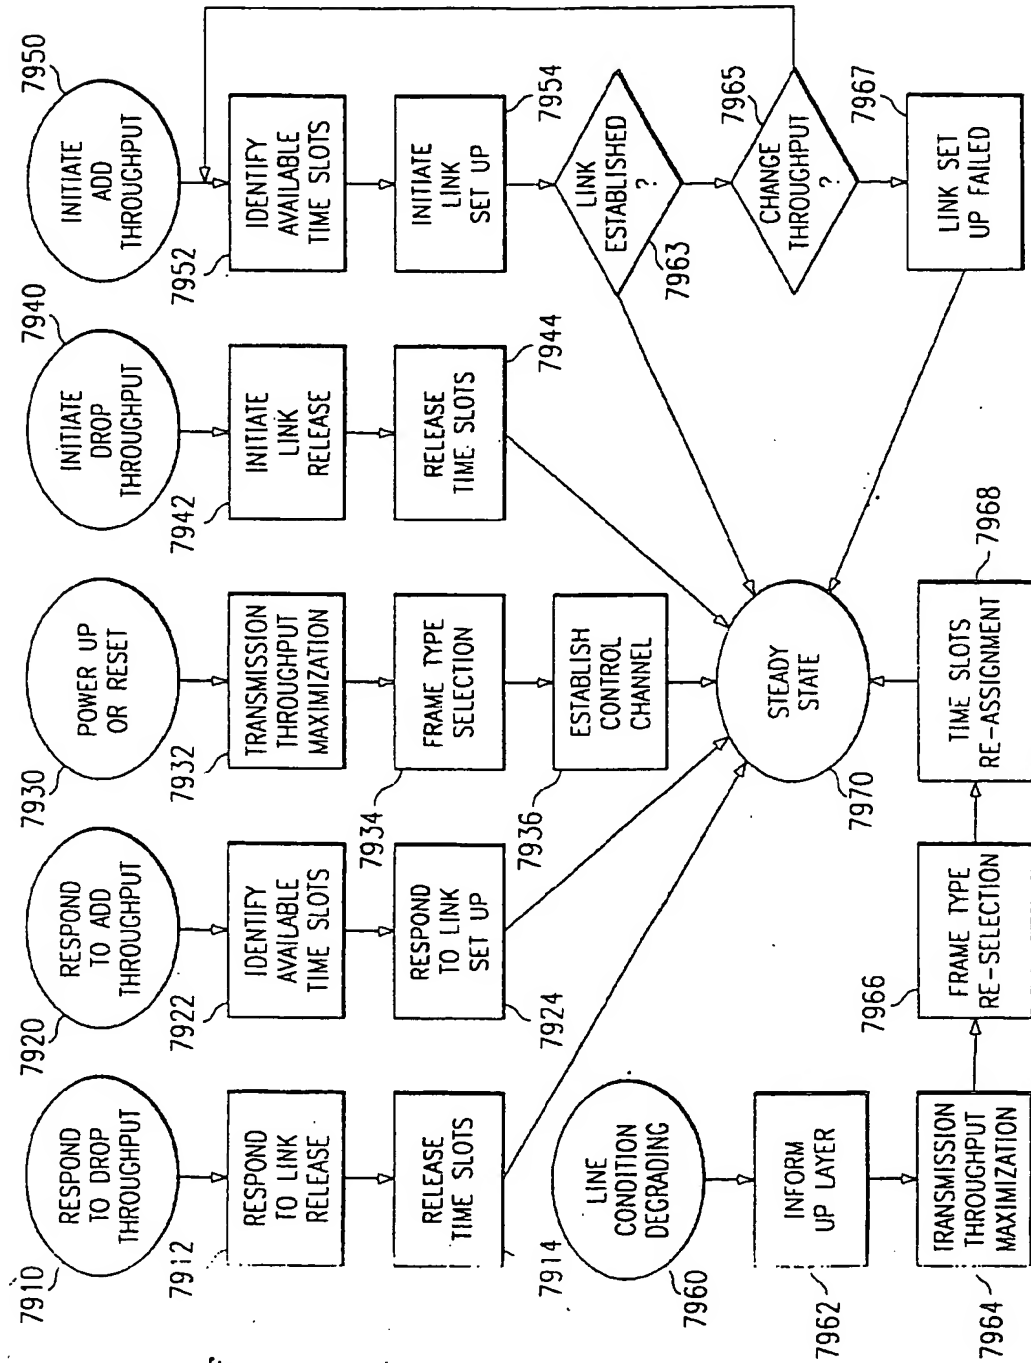 7910
RESPOND
TO DROP
THROUGHPUT
7912
RESPOND
TO LINK
RELEASE
7914
RELEASE
TIME SLOTS
7920
RESPOND
TO ADD
THROUGHPUT
7922
IDENTIFY
AVAILABLE
TIME SLOTS
7924
RESPOND
TO LINK
SET UP
7930
POWER UP
OR RESET
7932
TRANSMISSION
THROUGHPUT
MAXIMIZATION
7934
FRAME TYPE
SELECTION
7936
ESTABLISH
CONTROL
CHANNEL
7940
INITIATE
DROP
THROUGHPUT
7942
INITIATE
LINK
RELEASE
7944
RELEASE
TIME SLOTS
7950
INITIATE
ADD
THROUGHPUT
7952
IDENTIFY
AVAILABLE
TIME SLOTS
7954
INITIATE
LINK
SET UP
7963
LINK
ESTABLISHED
?
7965
CHANGE
THROUGHPUT
?
7967
LINK SET
UP FAILED
7960
LINE
CONDITION
DEGRADING
7962
INFORM
UP LAYER
7964
TRANSMISSION
THROUGHPUT
MAXIMIZATION
7966
FRAME TYPE
RE-SELECTION
7968
TIME SLOTS
RE-ASSIGNMENT
7970
STEADY
STATE